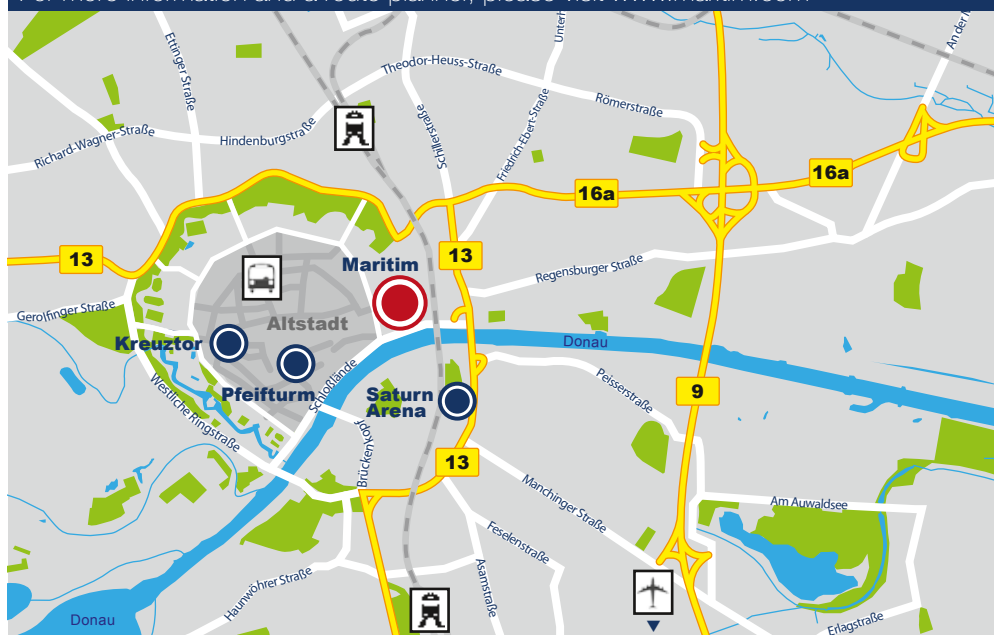 Ettinger Straße
Theodor-Heuss-Straße
Römerstraße
Richard-Wagner-Straße
Hindenburgstraße
Schillerstraße
Friedrich-Ebert-Straße
16a
16a
13
13
Maritim
Regensburger Straße
Gerolfinger Straße
Altstadt
Kreuztor
Donau
Pfeifturm
Schloßlände
Saturn
Arena
Peisserstraße
9
Westliche Ringstraße
Brückenkopf
13
Manchinger Straße
Am Auwaldsee
Feselenstraße
Asamstraße
Haunwöhrer Straße
Donau
Erlagstraße